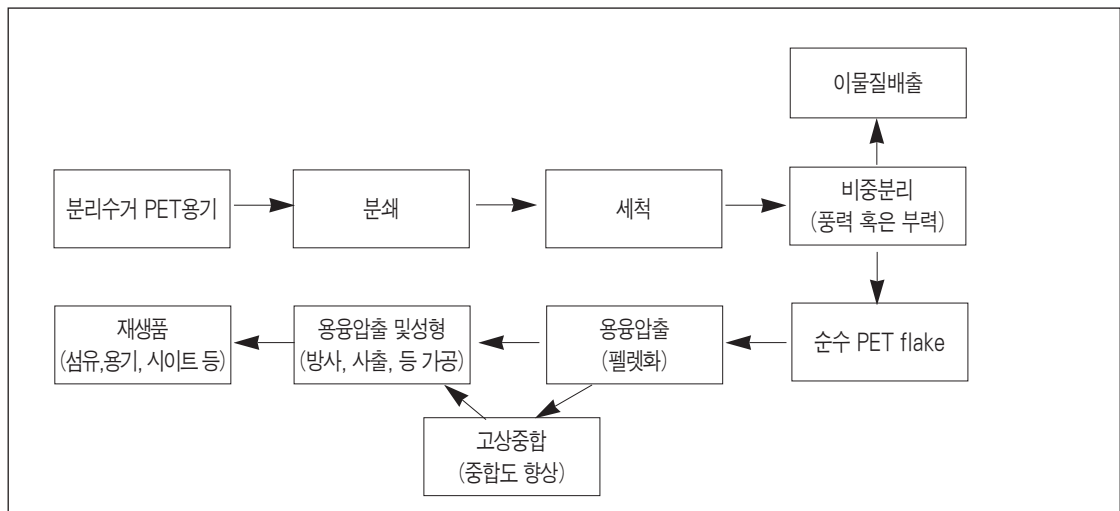 이물질배출
분리수거 PET용기
분쇄
세척
비중분리
(풍력 혹은 부력)
재생품
(섬유,용기, 시이트 등)
용융압출 및성형
(방사, 사출, 등 가공)
용융압출
(펠렛화)
순수 PET flake
고상중합
(중합도 향상)